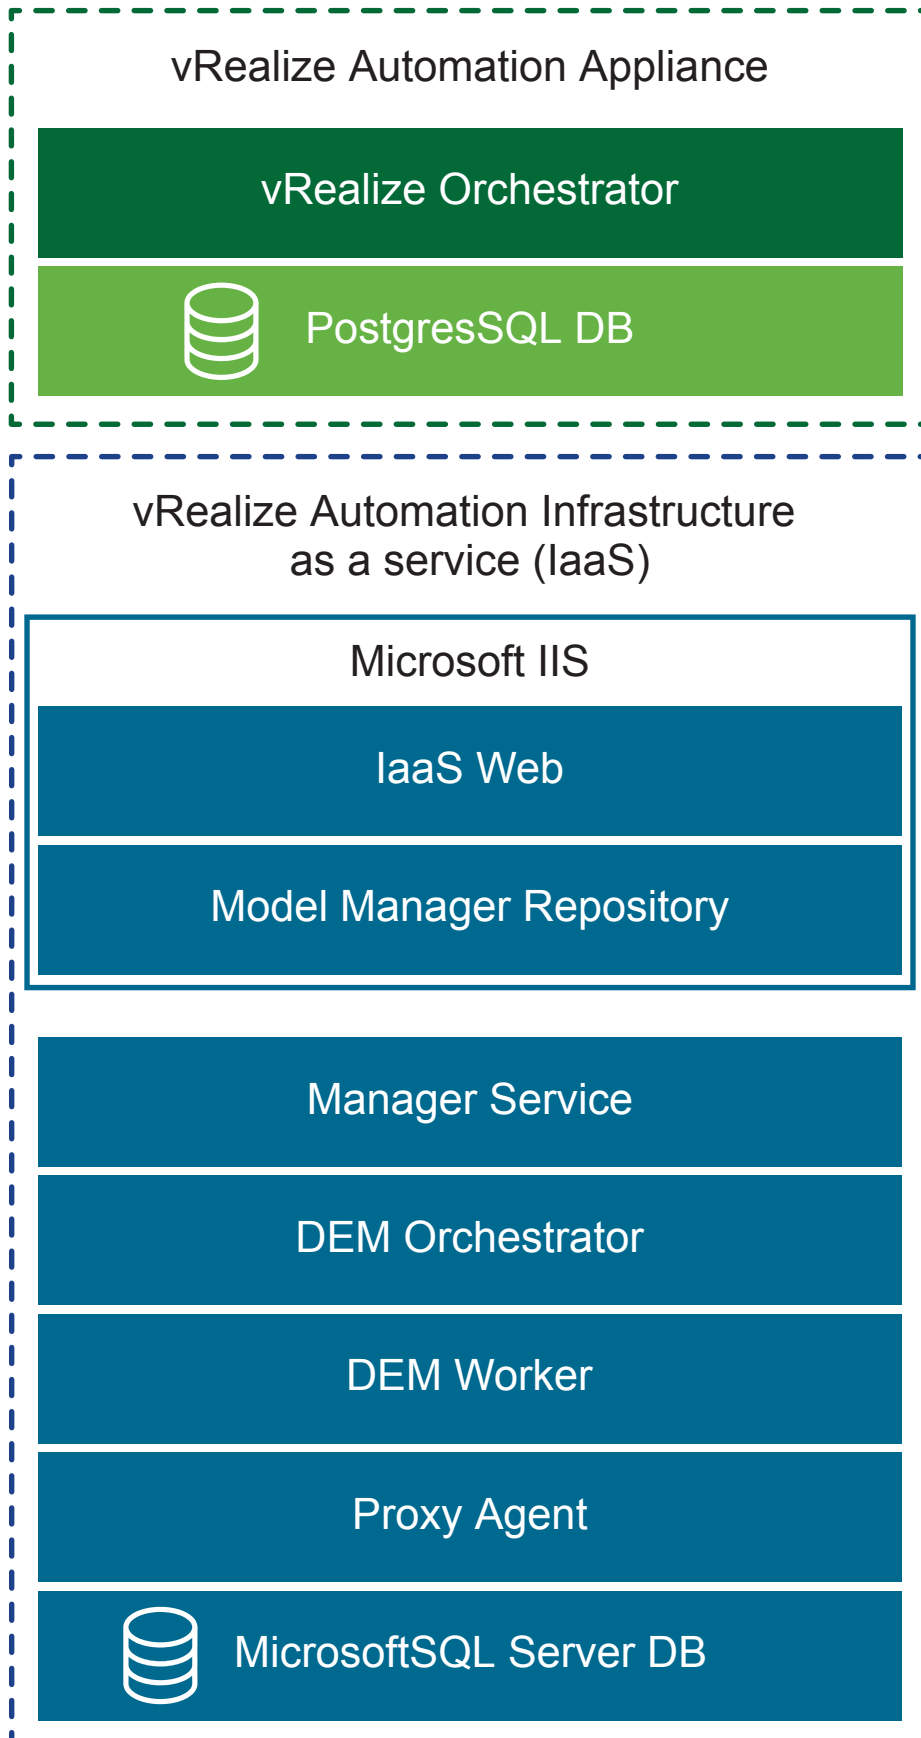 vRealize Automation Appliance
vRealize Orchestrator
PostgresSQL DB
vRealize Automation Infrastructure
as a service (IaaS)
Microsoft IIS
IaaS Web
Model Manager Repository
Manager Service
DEM Orchestrator
DEM Worker
Proxy Agent
MicrosoftSQL Server DB